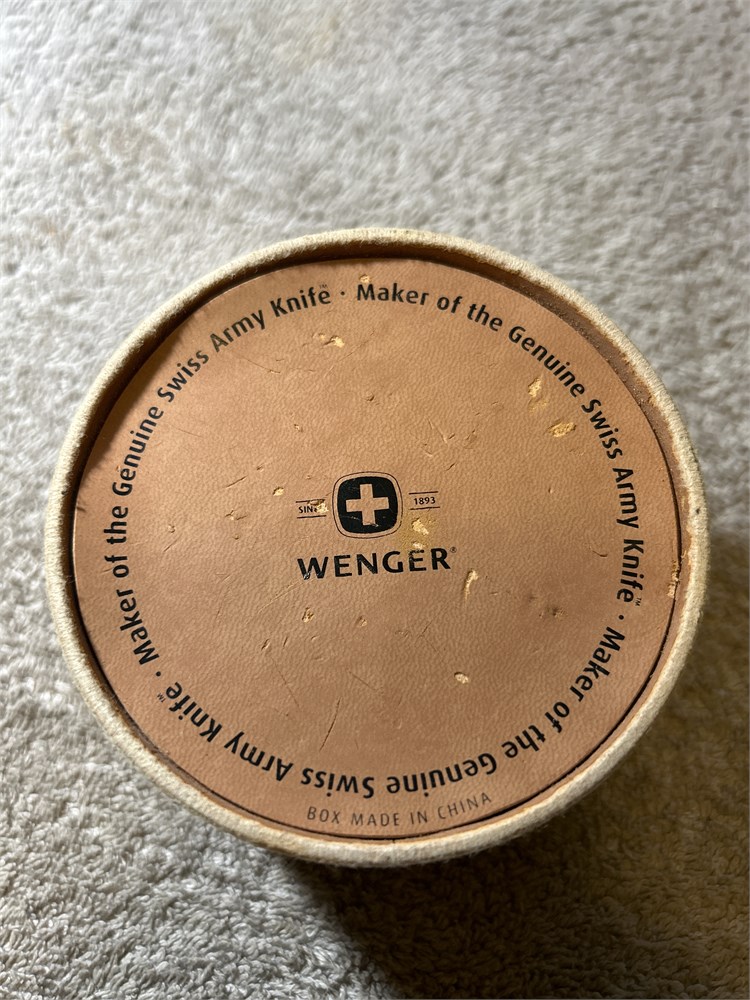 Maker of the Genuine Swiss Army Knife™ · Maker of the Genuine Swiss Army Knife™ · Maker of the Genuine Swiss Army Knife™ ·
1893
WENGER®
BOX MADE IN CHINA